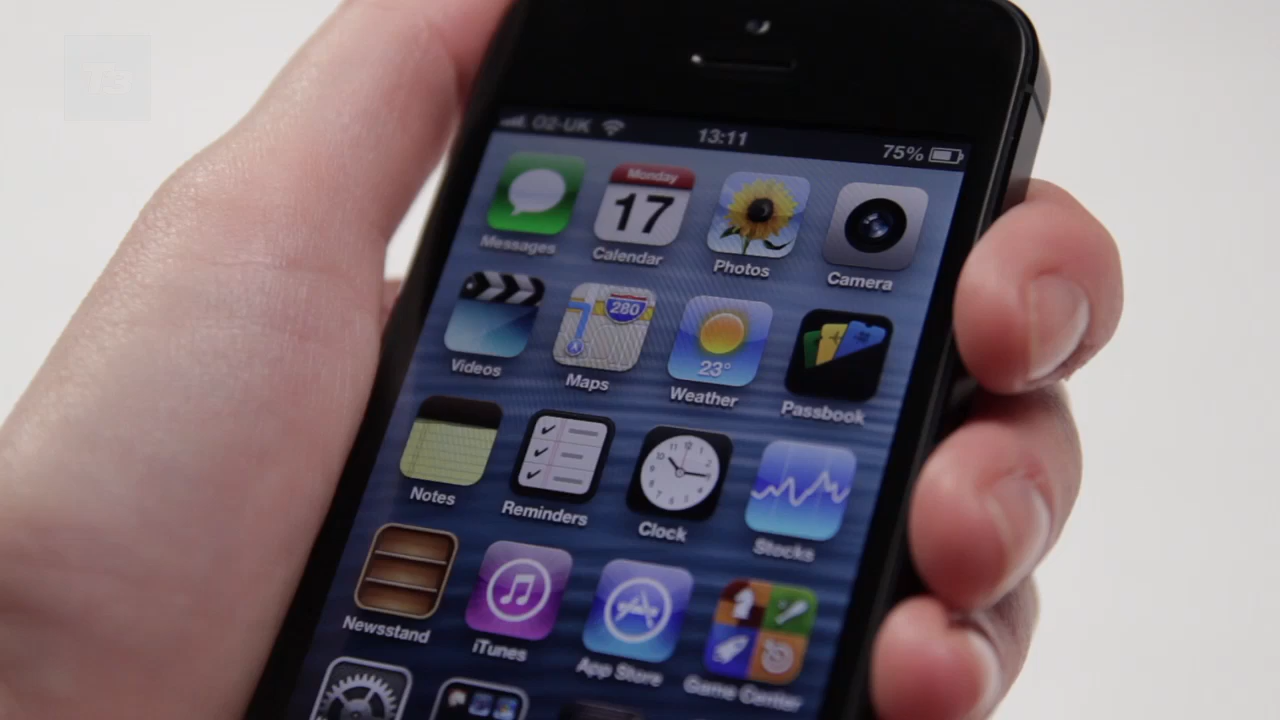 T3
O2-UK 13:11 75%
Monday
17
Messages Calendar Photos Camera
280
23°
Videos Maps Weather Passbook
Notes Reminders Clock Stocks
Newsstand iTunes App Store Game Center